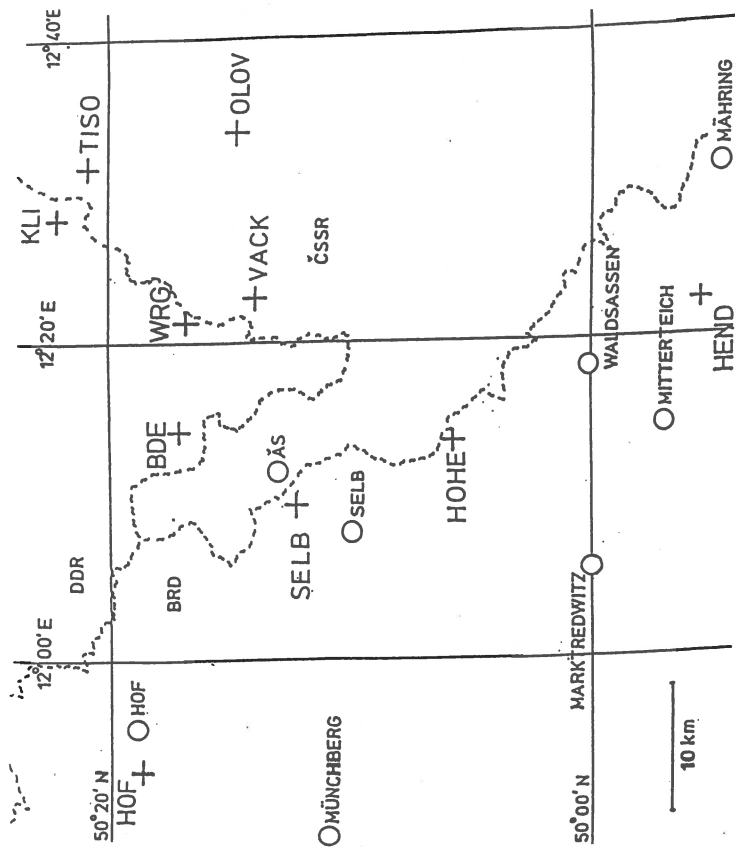 12°40'E
KLI
TISO
OLOV
WRG
VACK
ČSSR
12°20'E
BDE
ÅS
SELB
SELB
HOHE
WALDSASSEN
MITTERTEICH
HEND
MÄHRING
DDR
BRD
12°00'E
MARKTREDWITZ
HOF
HOF
50°20'N
MÜNCHBERG
50°00'N
10 km